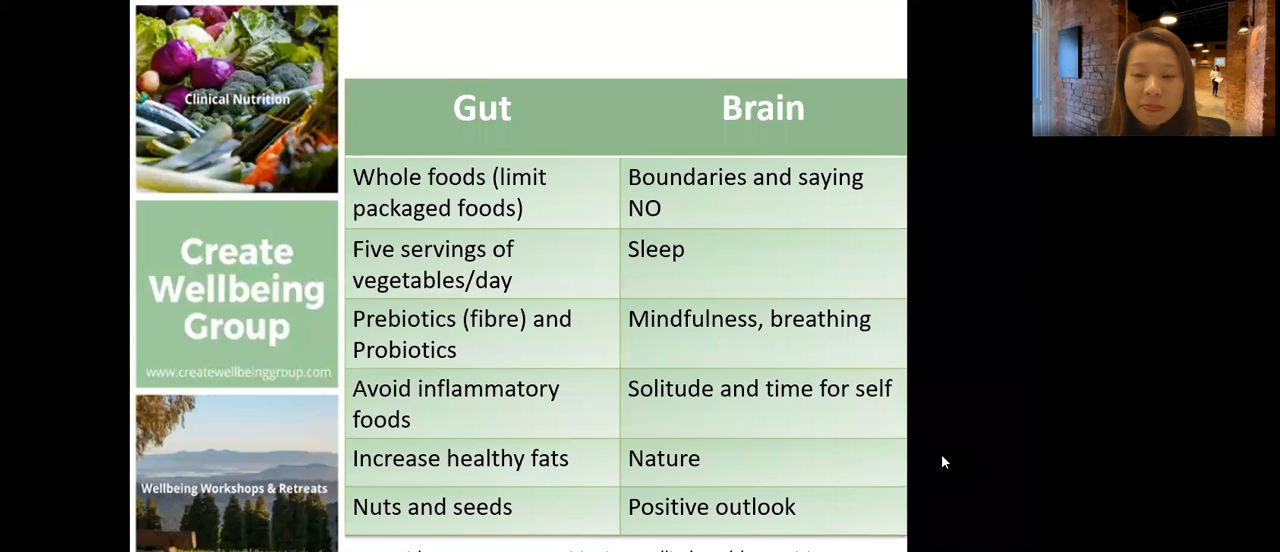 Clinical Nutrition
Create
Wellbeing
Group
www.createwellbeinggroup.com
Wellbeing Workshops & Retreats
Gut
Brain
Whole foods (limit
packaged foods)
Boundaries and saying
NO
Five servings of
vegetables/day
Sleep
Prebiotics (fibre) and
Probiotics
Mindfulness, breathing
Avoid inflammatory
foods
Solitude and time for self
Increase healthy fats
Nature
Nuts and seeds
Positive outlook